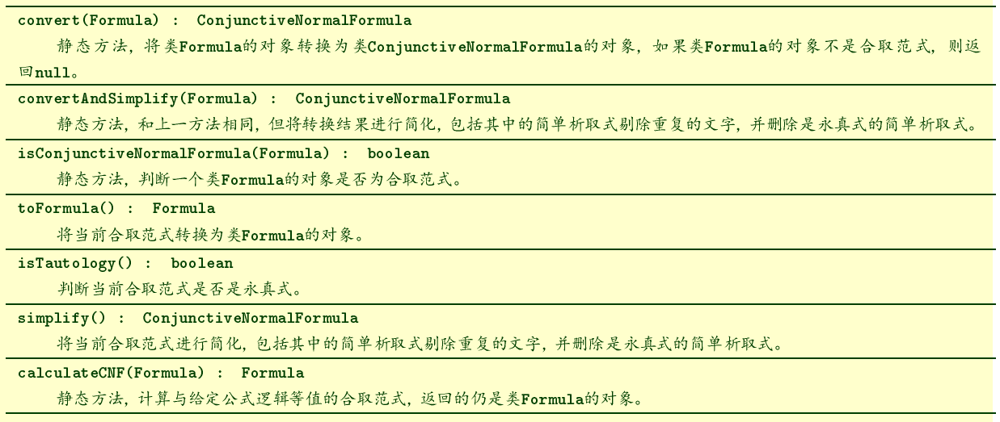 convert(Formula) : ConjunctiveNormalFormula
静态方法，将类Formula的对象转换为类ConjunctiveNormalFormula的对象，如果类Formula的对象不是合取范式，则返
回null。
convertAndSimplify(Formula) : ConjunctiveNormalFormula
静态方法，和上一方法相同，但将转换结果进行简化，包括其中的简单析取式剔除重复的文字，并删除是永真式的简单析取式。
isConjunctiveNormalFormula(Formula) : boolean
静态方法，判断一个类Formula的对象是否为合取范式。
toFormula() : Formula
将当前合取范式转换为类Formula的对象。
isTautology() : boolean
判断当前合取范式是否是永真式。
simplify() : ConjunctiveNormalFormula
将当前合取范式进行简化，包括其中的简单析取式剔除重复的文字，并删除是永真式的简单析取式。
calculateCNF(Formula) : Formula
静态方法，计算与给定公式逻辑等值的合取范式，返回的仍是类Formula的对象。